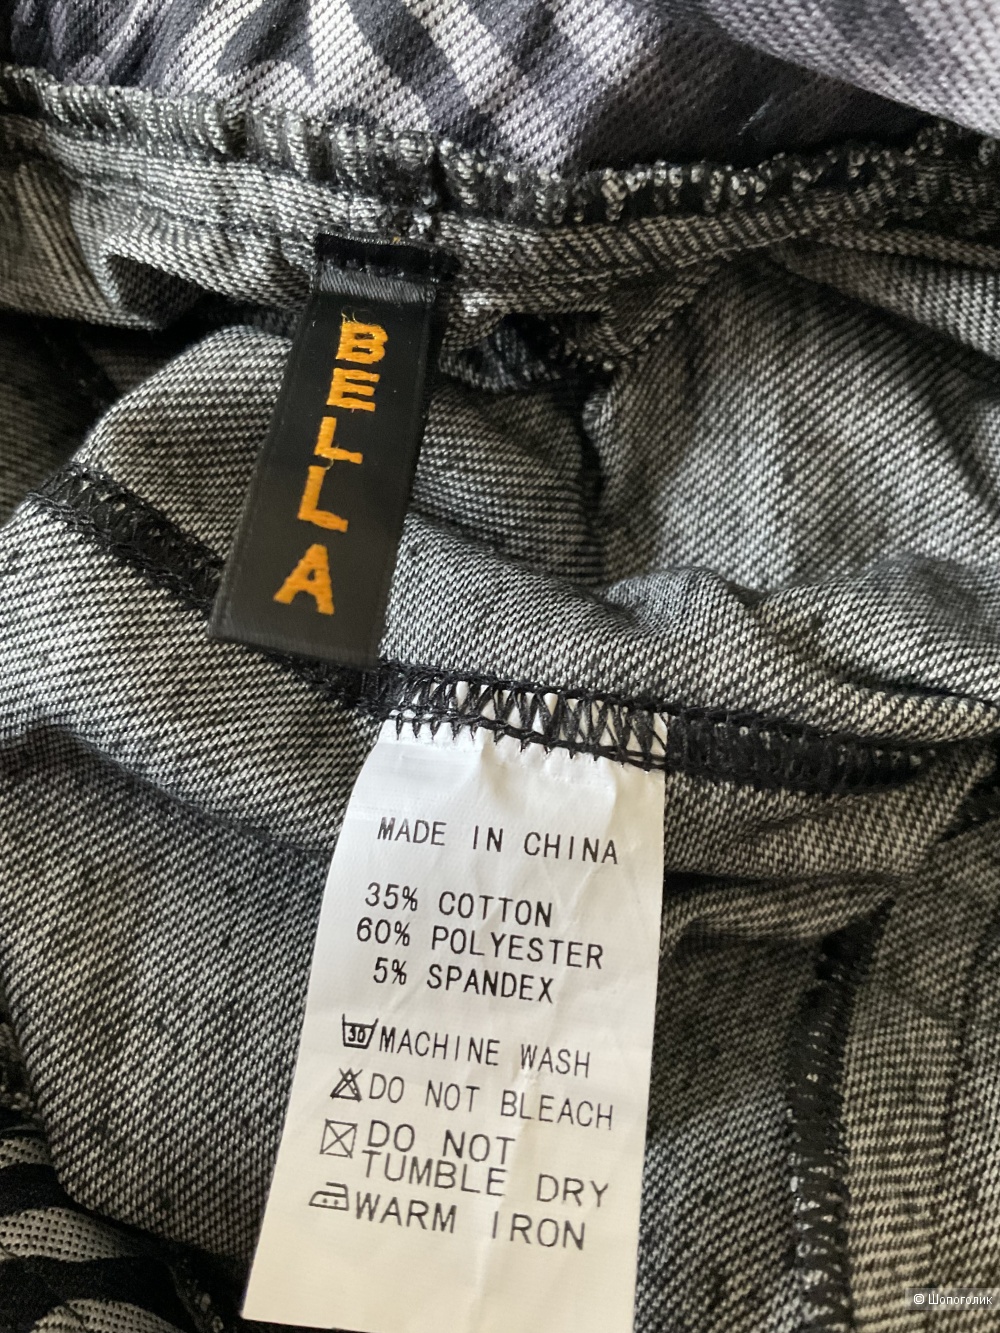 BELLA
MADE IN CHINA
35% COTTON
60% POLYESTER
5% SPANDEX
30 MACHINE WASH
DO NOT BLEACH
DO NOT
TUMBLE DRY
WARM IRON
© Шопоголик